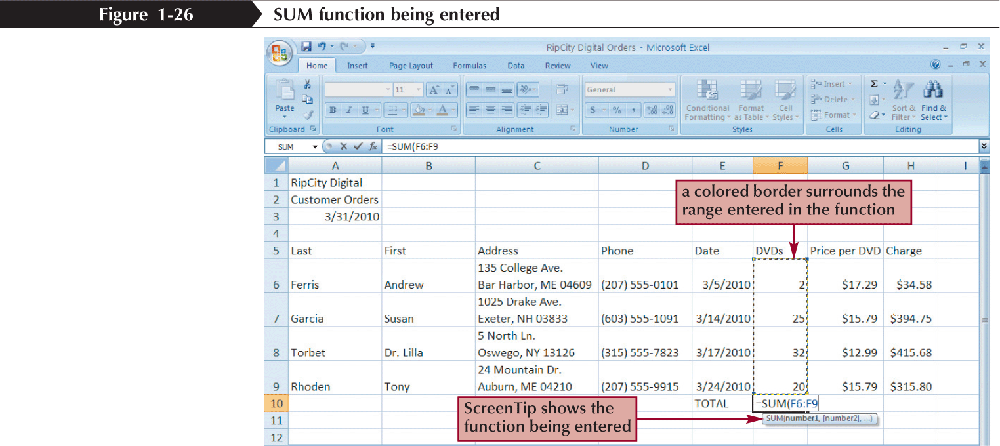 Figure 1-26 SUM function being entered
RipCity Digital Orders - Microsoft Excel
Home Insert Page Layout Formulas Data Review View
11 A A General Σ Insert
Paste B I U A $ % , .0 .00 .00 .0 Conditional Formatting Format as Table Cell Styles Delete Format Sort & Filter Find & Select
Clipboard Font Alignment Number Styles Cells Editing
SUM fx =SUM(F6:F9
A B C D E F G H I
1 RipCity Digital
2 Customer Orders
3 3/31/2010
a colored border surrounds the
range entered in the function
4
5 Last First Address Phone Date DVDs Price per DVD Charge
135 College Ave.
6 Ferris Andrew Bar Harbor, ME 04609 (207) 555-0101 3/5/2010 2 $17.29 $34.58
1025 Drake Ave.
7 Garcia Susan Exeter, NH 03833 (603) 555-1091 3/14/2010 25 $15.79 $394.75
5 North Ln.
8 Torbet Dr. Lilla Oswego, NY 13126 (315) 555-7823 3/17/2010 32 $12.99 $415.68
24 Mountain Dr.
9 Rhoden Tony Auburn, ME 04210 (207) 555-9915 3/24/2010 20 $15.79 $315.80
10 TOTAL =SUM(F6:F9
ScreenTip shows the
function being entered
11 SUM(number1, [number2], ...)
12